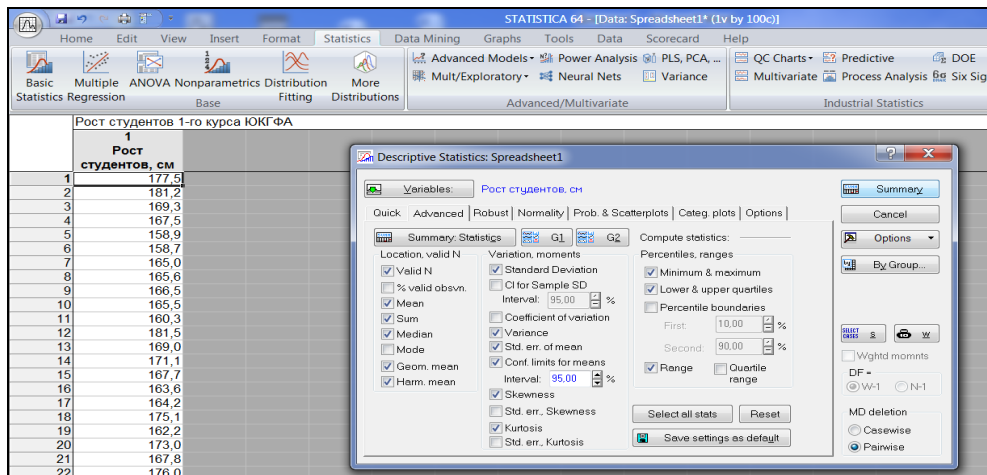 STATISTICA 64 - [Data: Spreadsheet1* (1v by 100c)]
Home Edit View Insert Format Statistics Data Mining Graphs Tools Data Scorecard Help
Basic Statistics
Multiple Regression
ANOVA
Nonparametrics
Distribution Fitting
More Distributions
Base
Advanced Models
Power Analysis
PLS, PCA, ...
Mult/Exploratory
Neural Nets
Variance
Advanced/Multivariate
QC Charts
Predictive
DOE
Multivariate
Process Analysis
Six Sig
Industrial Statistics
Рост студентов 1-го курса ЮКГФА
1
Рост
студентов, см
1 177,5
2 181,2
3 169,3
4 167,5
5 158,9
6 158,7
7 165,0
8 165,6
9 166,5
10 165,5
11 160,3
12 181,5
13 169,0
14 171,1
15 167,7
16 163,6
17 164,2
18 175,1
19 162,2
20 173,0
21 167,8
22 176,0
Descriptive Statistics: Spreadsheet1
Variables: Рост студентов, см
Quick Advanced Robust Normality Prob. & Scatterplots Categ. plots Options
Summary: Statistics G1 G2
Location, valid N
Valid N
% valid obsvn.
Mean
Sum
Median
Mode
Geom. mean
Harm. mean
Variation, moments
Standard Deviation
CI for Sample SD
Interval: 95,00 %
Coefficient of variation
Variance
Std. err. of mean
Conf. limits for means
Interval: 95,00 %
Skewness
Std. err., Skewness
Kurtosis
Std. err., Kurtosis
Compute statistics:
Percentiles, ranges
Minimum & maximum
Lower & upper quartiles
Percentile boundaries
First: 10,00 %
Second: 90,00 %
Range
Quartile range
Select all stats
Reset
Save settings as default
Summary
Cancel
Options
By Group...
SELECT CASES S W
Wghtd momnts
DF =
W-1 N-1
MD deletion
Casewise
Pairwise